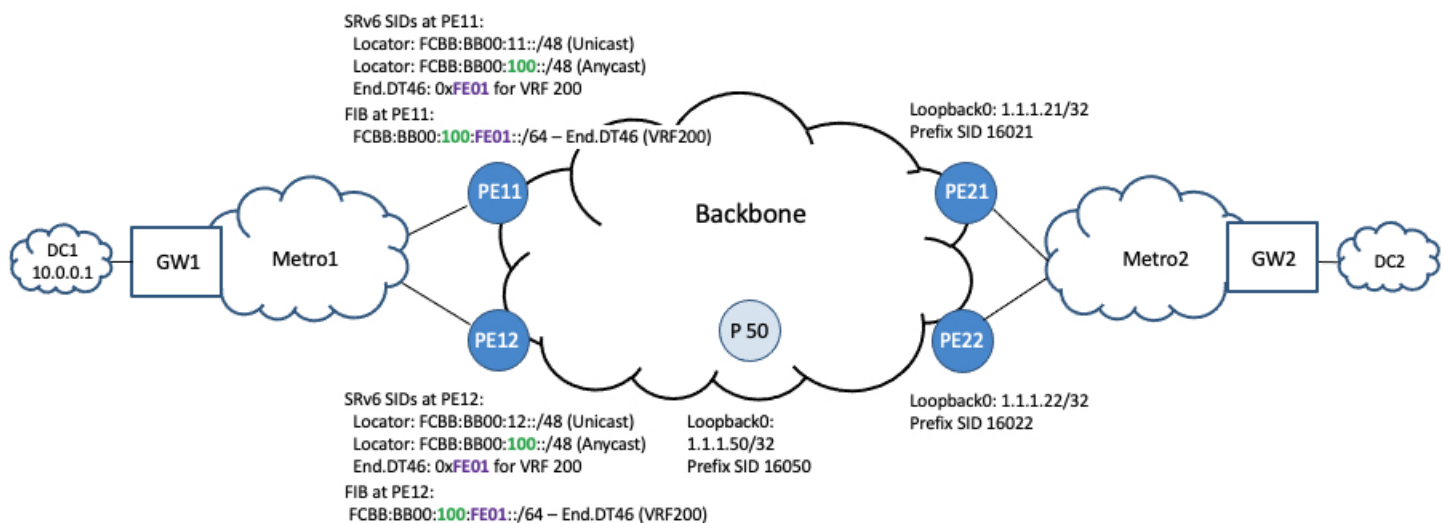 SRv6 SIDs at PE11:
Locator: FCBB:BB00:11::/48 (Unicast)
Locator: FCBB:BB00:100::/48 (Anycast)
End.DT46: 0xFE01 for VRF 200
FIB at PE11:
FCBB:BB00:100:FE01::/64 – End.DT46 (VRF200)
Loopback0: 1.1.1.21/32
Prefix SID 16021
PE11
PE21
Backbone
DC1
10.0.0.1
GW1
Metro1
Metro2
GW2
DC2
PE12
P 50
PE22
SRv6 SIDs at PE12:
Locator: FCBB:BB00:12::/48 (Unicast)
Locator: FCBB:BB00:100::/48 (Anycast)
End.DT46: 0xFE01 for VRF 200
FIB at PE12:
FCBB:BB00:100:FE01::/64 – End.DT46 (VRF200)
Loopback0:
1.1.1.50/32
Prefix SID 16050
Loopback0: 1.1.1.22/32
Prefix SID 16022